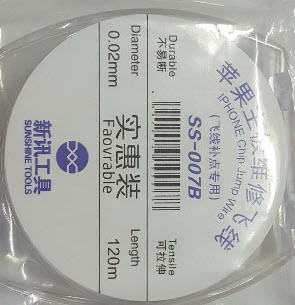 苹果主板维修飞线
IPHONE Chip Jump Wire
(飞线补点专用)
SS-007B
Durable
不易断
Tensile
可拉伸
实惠装
Faovrable
Diameter
0.02mm
Length
120m
新讯工具
SUNSHINE TOOLS